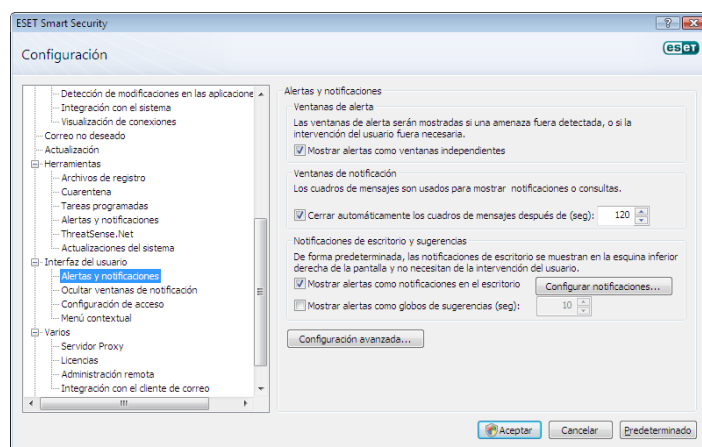 ESET Smart Security
Configuración
eset
Detección de modificaciones en las aplicacione
Integración con el sistema
Visualización de conexiones
Correo no deseado
Actualización
Herramientas
Archivos de registro
Cuarentena
Tareas programadas
Alertas y notificaciones
ThreatSense.Net
Actualizaciones del sistema
Interfaz del usuario
Alertas y notificaciones
Ocultar ventanas de notificación
Configuración de acceso
Menú contextual
Varios
Servidor Proxy
Licencias
Administración remota
Integración con el cliente de correo
Alertas y notificaciones
Ventanas de alerta
Las ventanas de alerta serán mostradas si una amenaza fuera detectada, o si la
intervención del usuario fuera necesaria.
Mostrar alertas como ventanas independientes
Ventanas de notificación
Los cuadros de mensajes son usados para mostrar notificaciones o consultas.
Cerrar automáticamente los cuadros de mensajes después de (seg): 120
Notificaciones de escritorio y sugerencias
De forma predeterminada, las notificaciones de escritorio se muestran en la esquina inferior
derecha de la pantalla y no necesitan de la intervención del usuario.
Mostrar alertas como notificaciones en el escritorio Configurar notificaciones...
Mostrar alertas como globos de sugerencias (seg): 10
Configuración avanzada...
Aceptar Cancelar Predeterminado